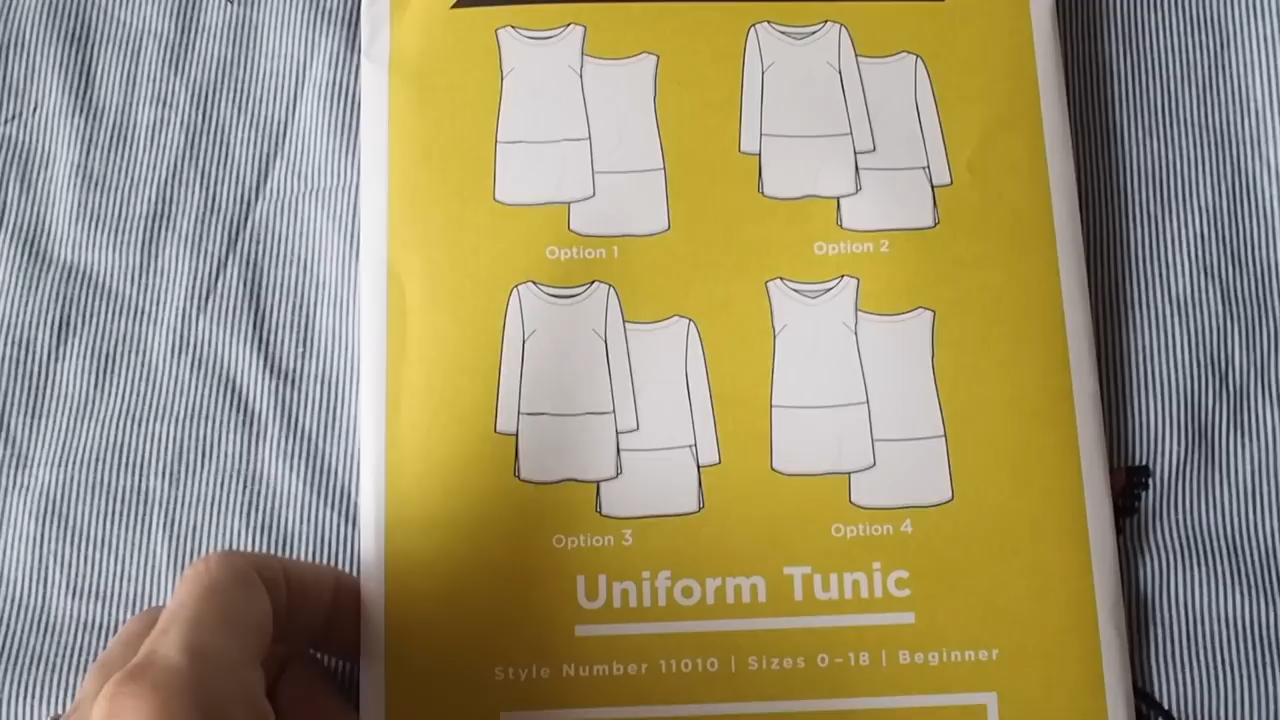 Option 1
Option 2
Option 3
Option 4
Uniform Tunic
Style Number 11010 | Sizes 0-18 | Beginner